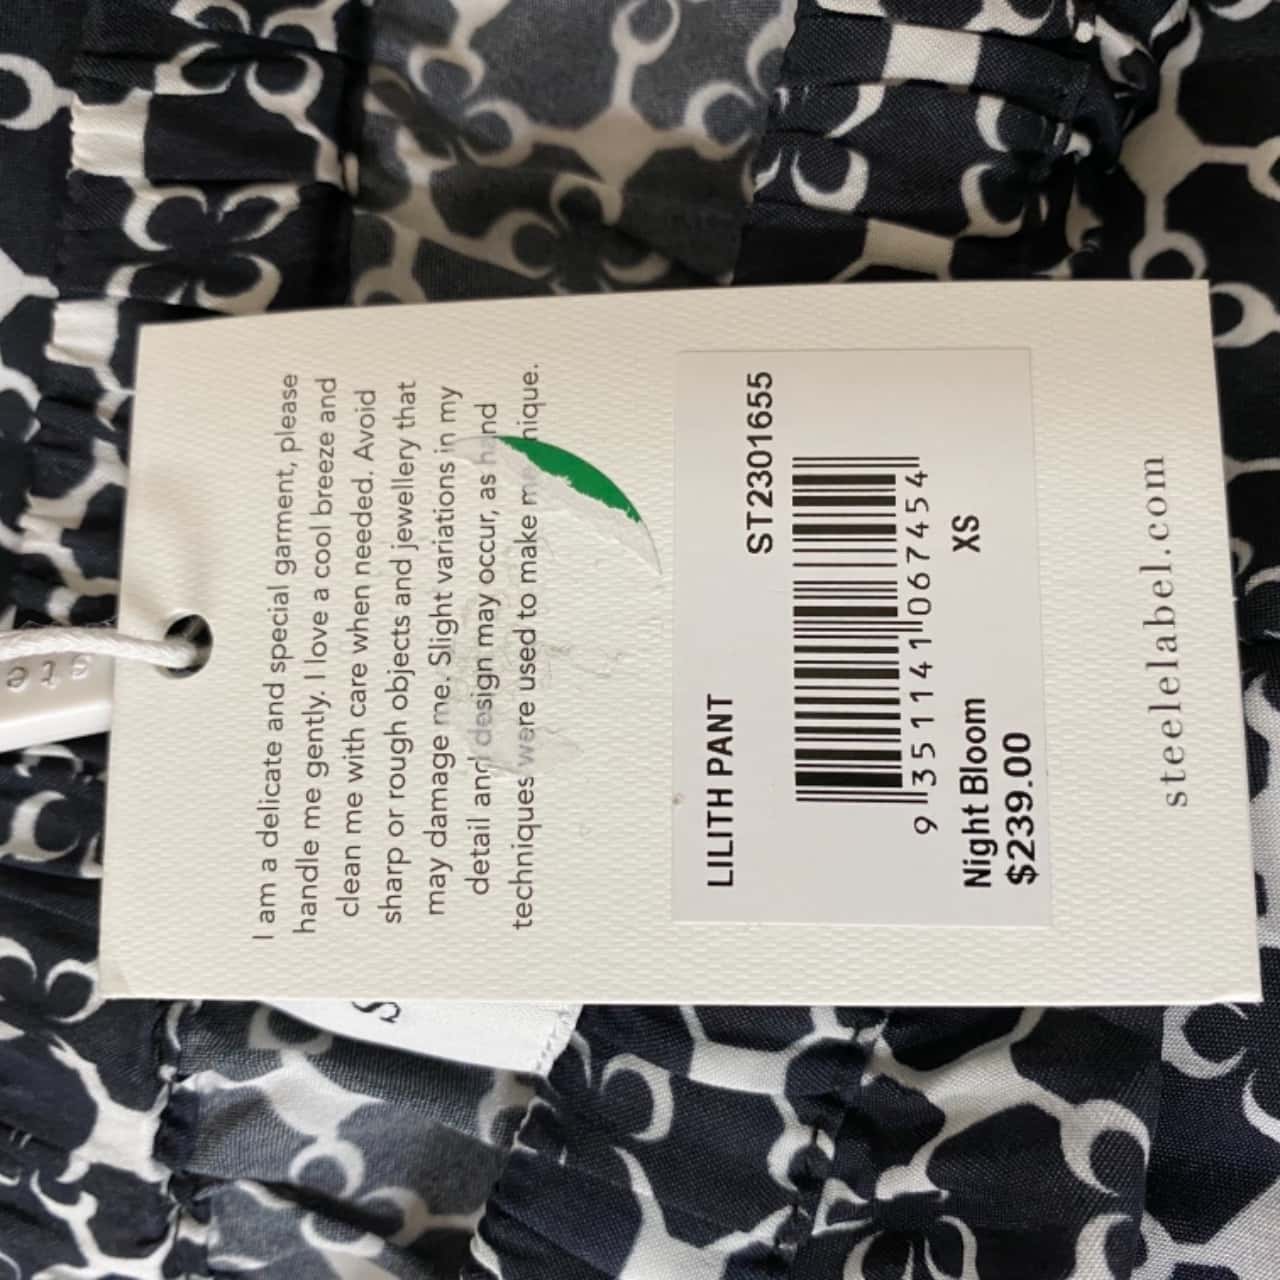 I am a delicate and special garment, please
handle me gently. I love a cool breeze and
clean me with care when needed. Avoid
sharp or rough objects and jewellery that
may damage me. Slight variations in my
detail and design may occur, as hand
techniques were used to make me hique.
LILITH PANT
ST2301655
9 351141 067454
Night Bloom XS
$239.00
steelelabel.com
S